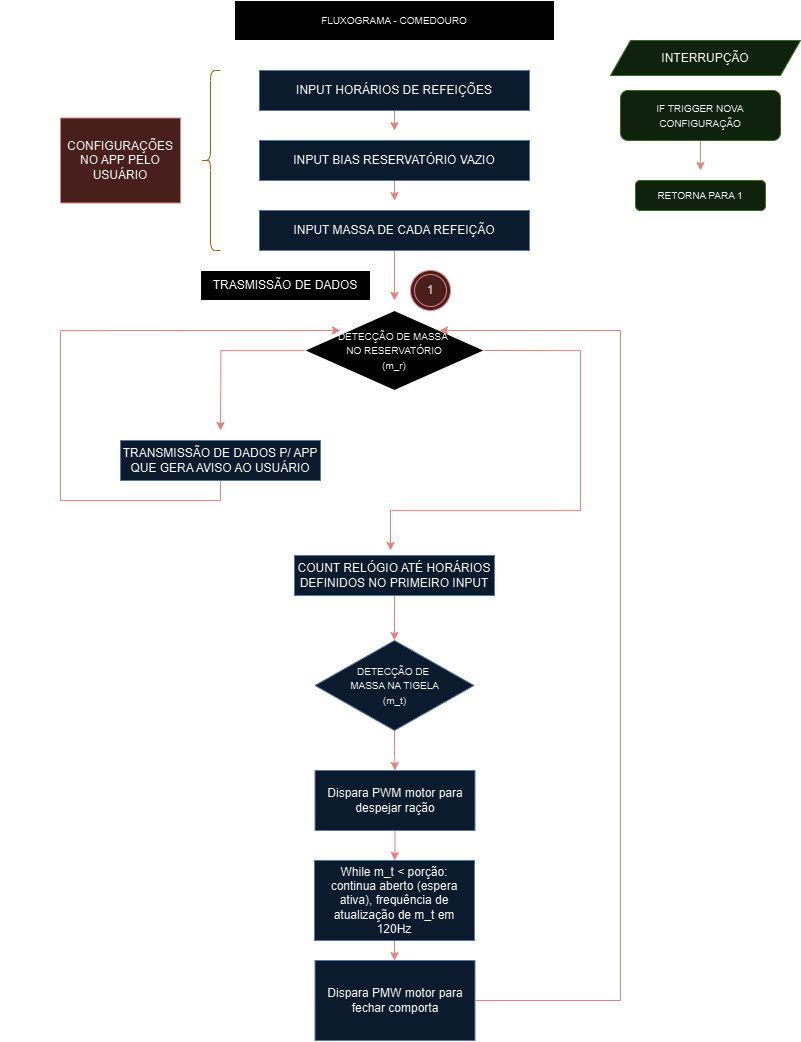 FLUXOGRAMA - COMEDOURO
INTERRUPÇÃO
IF TRIGGER NOVA
CONFIGURAÇÃO
RETORNA PARA 1
INPUT HORÁRIOS DE REFEIÇÕES
CONFIGURAÇÕES
NO APP PELO
USUÁRIO
INPUT BIAS RESERVATÓRIO VAZIO
INPUT MASSA DE CADA REFEIÇÃO
TRASMISSÃO DE DADOS
1
DETECÇÃO DE MASSA
NO RESERVATÓRIO
(m_r)
TRANSMISSÃO DE DADOS P/ APP
QUE GERA AVISO AO USUÁRIO
COUNT RELÓGIO ATÉ HORÁRIOS
DEFINIDOS NO PRIMEIRO INPUT
DETECÇÃO DE
MASSA NA TIGELA
(m_t)
Dispara PWM motor para
despejar ração
While m_t < porção:
continua aberto (espera
ativa), frequência de
atualização de m_t em
120Hz
Dispara PMW motor para
fechar comporta